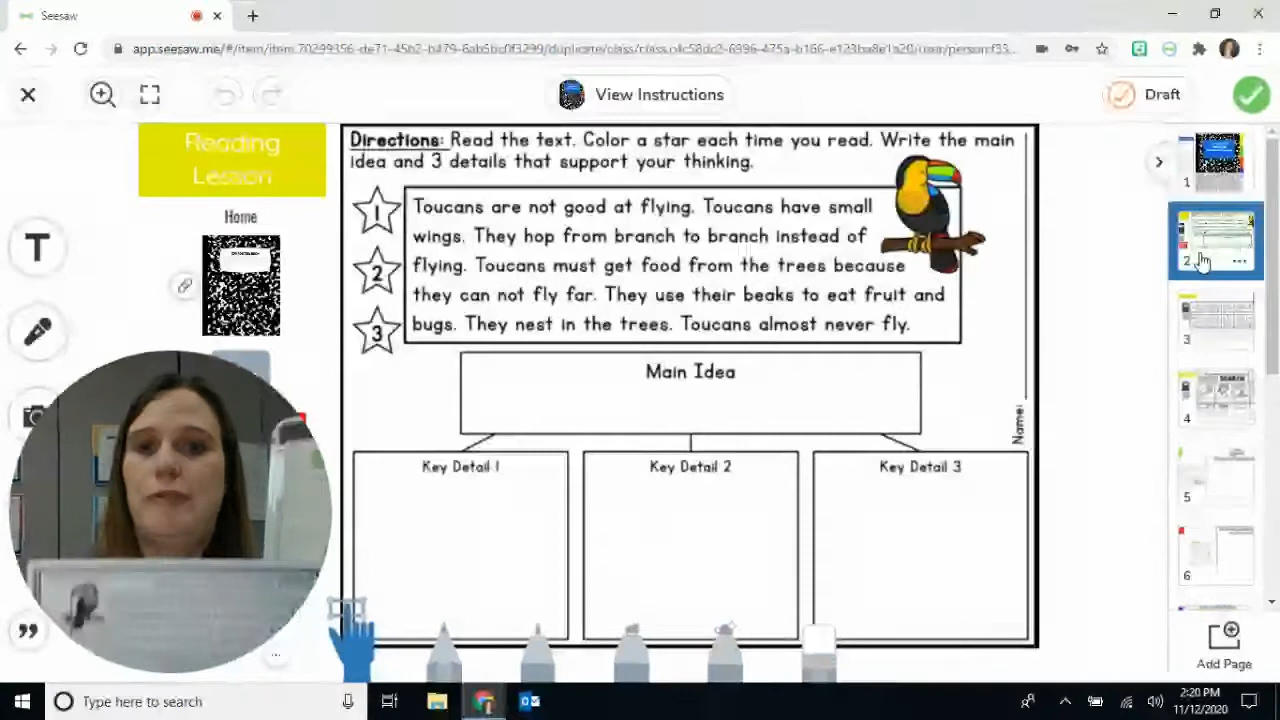 Seesaw
View Instructions
Draft
Reading
Lesson
Home
Directions: Read the text. Color a star each time you read. Write the main
idea and 3 details that support your thinking.
1
2
3
Toucans are not good at flying. Toucans have small
wings. They hop from branch to branch instead of
flying. Toucans must get food from the trees because
they can not fly far. They use their beaks to eat fruit and
bugs. They nest in the trees. Toucans almost never fly.
Main Idea
Key Detail 1
Key Detail 2
Key Detail 3
Name:
1
2
3
4
5
6
Add Page
Type here to search
2:20 PM
11/12/2020